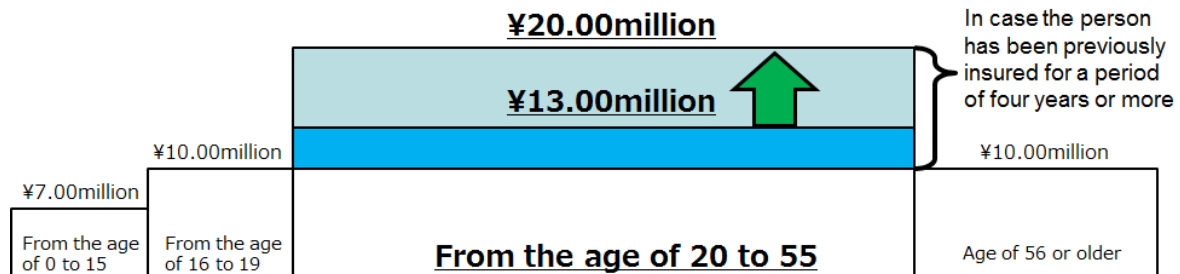 ¥20.00million
In case the person
has been previously
insured for a period
of four years or more
¥13.00million
¥10.00million
¥10.00million
¥7.00million
From the age
of 0 to 15
From the age
of 16 to 19
From the age of 20 to 55
Age of 56 or older